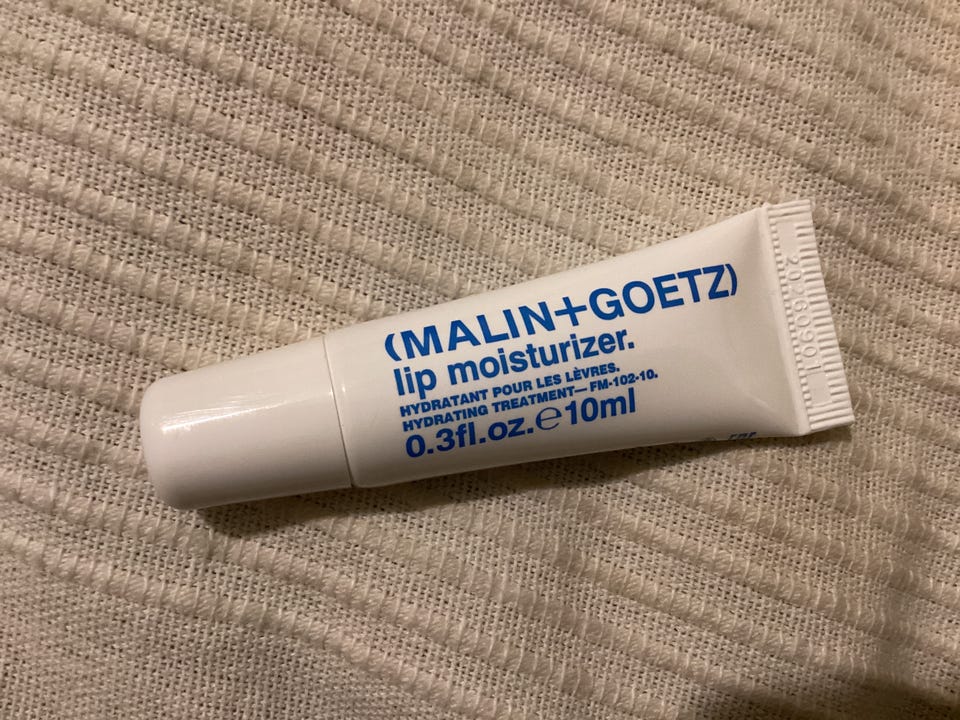 (MALIN+GOETZ)
lip moisturizer.
HYDRATANT POUR LES LÈVRES.
HYDRATING TREATMENT—FM-102-10.
0.3fl.oz.℮10ml